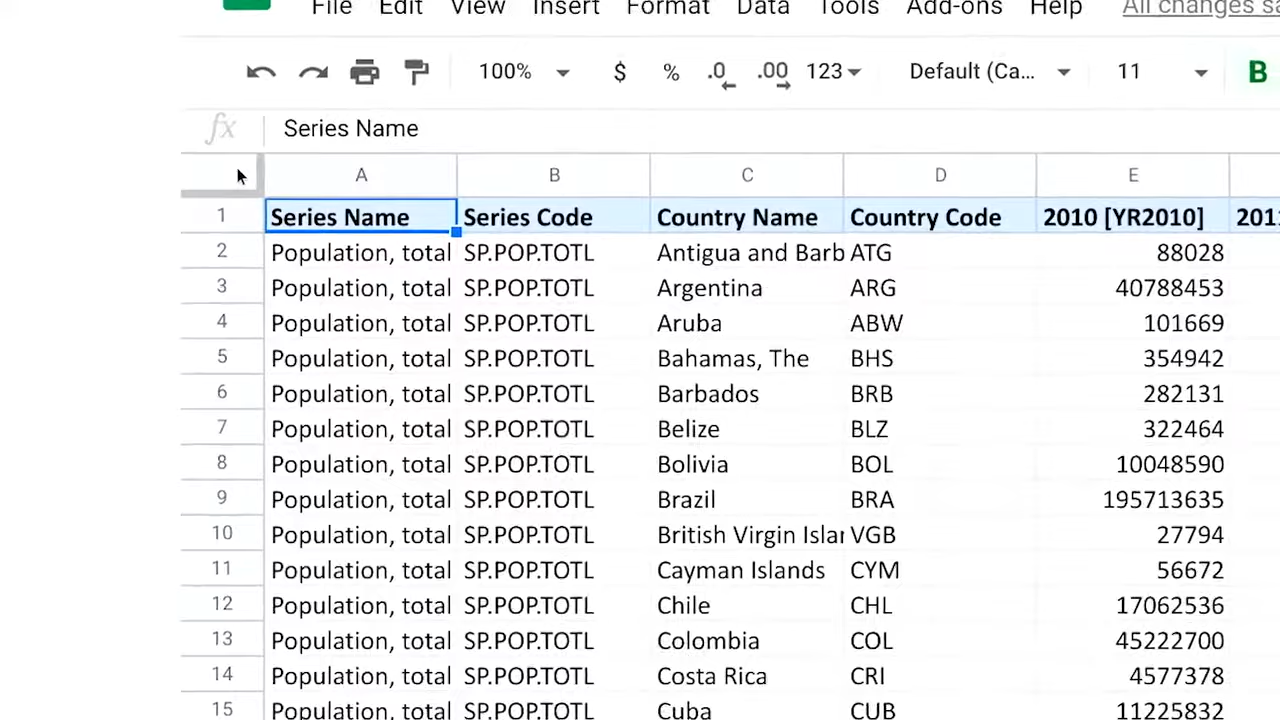 File Edit View Insert Format Data Tools Add-ons Help All changes sa
100% $ % .0 .00 123 Default (Ca... 11 B
fx Series Name
A B C D E
1 Series Name Series Code Country Name Country Code 2010 [YR2010] 201
2 Population, total SP.POP.TOTL Antigua and Barb ATG 88028
3 Population, total SP.POP.TOTL Argentina ARG 40788453
4 Population, total SP.POP.TOTL Aruba ABW 101669
5 Population, total SP.POP.TOTL Bahamas, The BHS 354942
6 Population, total SP.POP.TOTL Barbados BRB 282131
7 Population, total SP.POP.TOTL Belize BLZ 322464
8 Population, total SP.POP.TOTL Bolivia BOL 10048590
9 Population, total SP.POP.TOTL Brazil BRA 195713635
10 Population, total SP.POP.TOTL British Virgin Islar VGB 27794
11 Population, total SP.POP.TOTL Cayman Islands CYM 56672
12 Population, total SP.POP.TOTL Chile CHL 17062536
13 Population, total SP.POP.TOTL Colombia COL 45222700
14 Population, total SP.POP.TOTL Costa Rica CRI 4577378
15 Population, total SP.POP.TOTL Cuba CUB 11225832